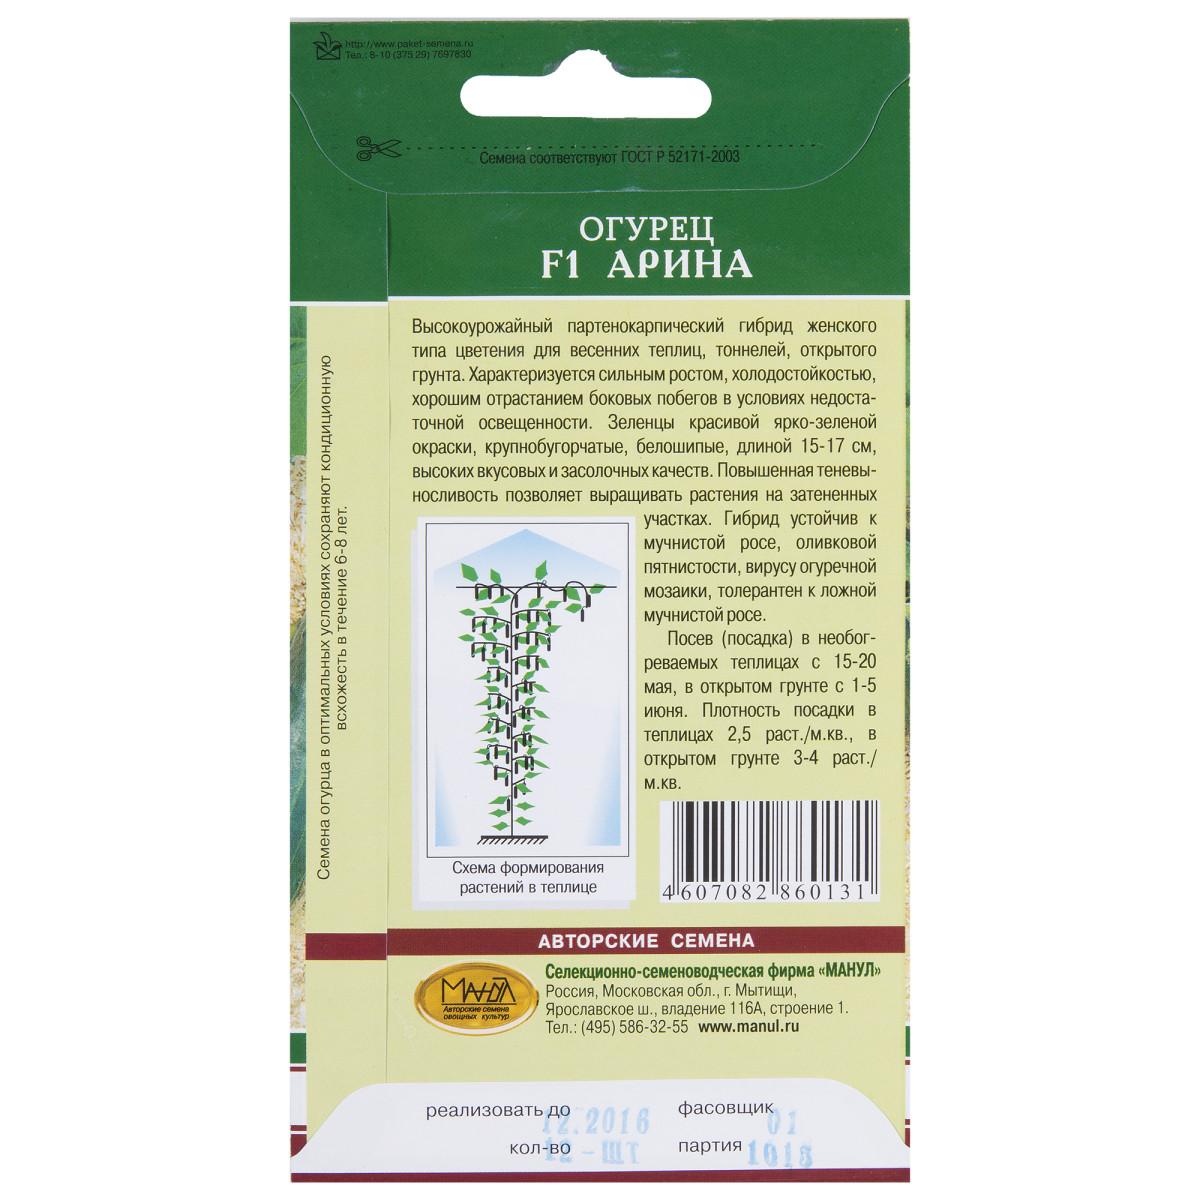 http://www.paket-semena.ru
Тел.: 8-10 (375 29) 7697830
Семена соответствуют ГОСТ Р 52171-2003
ОГУРЕЦ
F1 АРИНА
Высокоурожайный партенокарпический гибрид женского
типа цветения для весенних теплиц, тоннелей, открытого
грунта. Характеризуется сильным ростом, холодостойкостью,
хорошим отрастанием боковых побегов в условиях недоста-
точной освещенности. Зеленцы красивой ярко-зеленой
окраски, крупнобугорчатые, белошипые, длиной 15-17 см,
высоких вкусовых и засолочных качеств. Повышенная теневы-
носливость позволяет выращивать растения на затененных
участках. Гибрид устойчив к
мучнистой росе, оливковой
пятнистости, вирусу огуречной
мозаики, толерантен к ложной
мучнистой росе.
Посев (посадка) в необог-
реваемых теплицах с 15-20
мая, в открытом грунте с 1-5
июня. Плотность посадки в
теплицах 2,5 раст./м.кв., в
открытом грунте 3-4 раст./
м.кв.
Схема формирования
растений в теплице
4607082860131
Семена огурца в оптимальных условиях сохраняют кондиционную
всхожесть в течение 6-8 лет.
АВТОРСКИЕ СЕМЕНА
МАНУЛ
Авторские семена
овощных культур
Селекционно-семеноводческая фирма «МАНУЛ»
Россия, Московская обл., г. Мытищи,
Ярославское ш., владение 116А, строение 1.
Тел.: (495) 586-32-55 www.manul.ru
реализовать до 12.2016
фасовщик 01
кол-во 12-шт
партия 1013